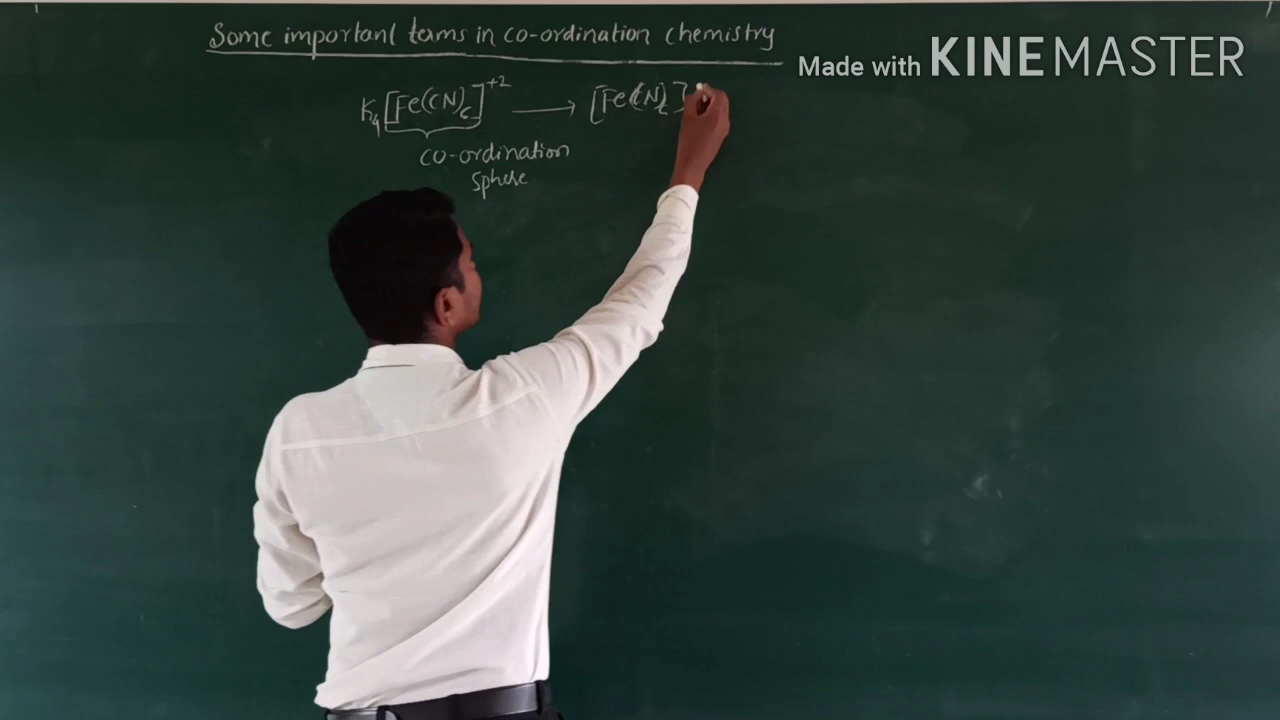 Some important terms in co-ordination chemistry
Made with KINEMASTER
K4[Fe(CN)6]+2 → [Fe(CN)6]
co-ordination
sphere